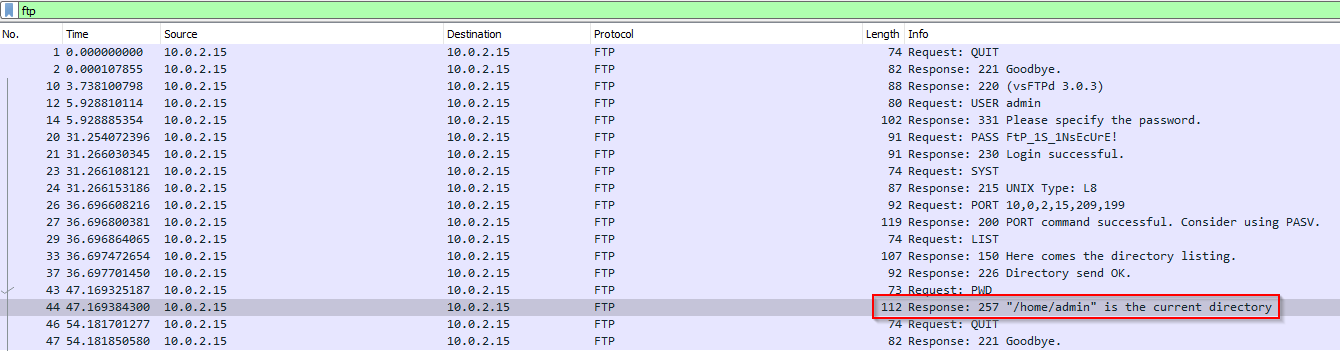 ftp
No. Time Source Destination Protocol Length Info
1 0.000000000 10.0.2.15 10.0.2.15 FTP 74 Request: QUIT
2 0.000107855 10.0.2.15 10.0.2.15 FTP 82 Response: 221 Goodbye.
10 3.738100798 10.0.2.15 10.0.2.15 FTP 88 Response: 220 (vsFTPd 3.0.3)
12 5.928810114 10.0.2.15 10.0.2.15 FTP 80 Request: USER admin
14 5.928885354 10.0.2.15 10.0.2.15 FTP 102 Response: 331 Please specify the password.
20 31.254072396 10.0.2.15 10.0.2.15 FTP 91 Request: PASS FtP_1S_1NsEcUrE!
21 31.266030345 10.0.2.15 10.0.2.15 FTP 91 Response: 230 Login successful.
23 31.266108121 10.0.2.15 10.0.2.15 FTP 74 Request: SYST
24 31.266153186 10.0.2.15 10.0.2.15 FTP 87 Response: 215 UNIX Type: L8
26 36.696608216 10.0.2.15 10.0.2.15 FTP 92 Request: PORT 10,0,2,15,209,199
27 36.696800381 10.0.2.15 10.0.2.15 FTP 119 Response: 200 PORT command successful. Consider using PASV.
29 36.696864065 10.0.2.15 10.0.2.15 FTP 74 Request: LIST
33 36.697472654 10.0.2.15 10.0.2.15 FTP 107 Response: 150 Here comes the directory listing.
37 36.697701450 10.0.2.15 10.0.2.15 FTP 92 Response: 226 Directory send OK.
43 47.169325187 10.0.2.15 10.0.2.15 FTP 73 Request: PWD
44 47.169384300 10.0.2.15 10.0.2.15 FTP 112 Response: 257 "/home/admin" is the current directory
46 54.181701277 10.0.2.15 10.0.2.15 FTP 74 Request: QUIT
47 54.181850580 10.0.2.15 10.0.2.15 FTP 82 Response: 221 Goodbye.